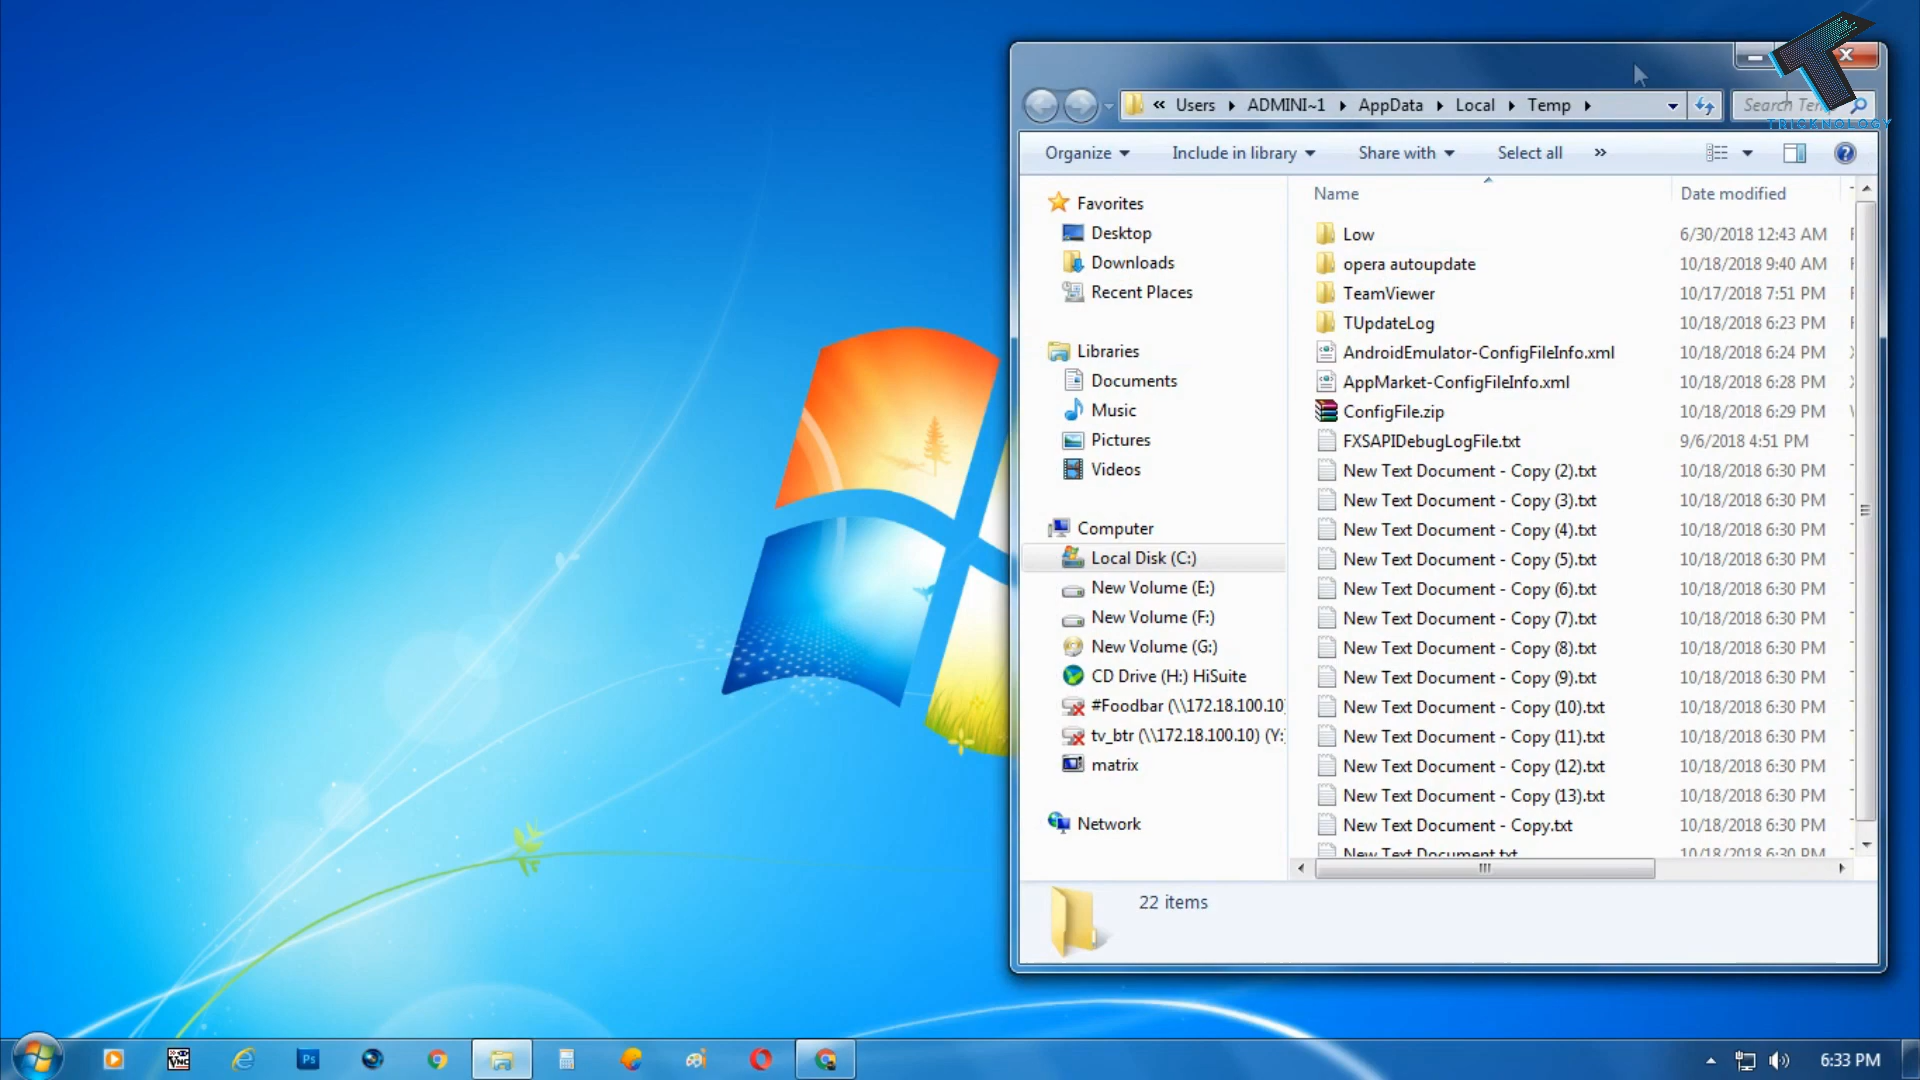 « Users ▸ ADMINI~1 ▸ AppData ▸ Local ▸ Temp ▸
Search
TRICKNOLOGY
Organize Include in library Share with Select all »
Name Date modified
Favorites
Desktop
Downloads
Recent Places
Libraries
Documents
Music
Pictures
Videos
Computer
Local Disk (C:)
New Volume (E:)
New Volume (F:)
New Volume (G:)
CD Drive (H:) HiSuite
#Foodbar (\\172.18.100.10)
tv_btr (\\172.18.100.10) (Y:
matrix
Network
Low 6/30/2018 12:43 AM
opera autoupdate 10/18/2018 9:40 AM
TeamViewer 10/17/2018 7:51 PM
TUpdateLog 10/18/2018 6:23 PM
AndroidEmulator-ConfigFileInfo.xml 10/18/2018 6:24 PM
AppMarket-ConfigFileInfo.xml 10/18/2018 6:28 PM
ConfigFile.zip 10/18/2018 6:29 PM
FXSAPIDebugLogFile.txt 9/6/2018 4:51 PM
New Text Document - Copy (2).txt 10/18/2018 6:30 PM
New Text Document - Copy (3).txt 10/18/2018 6:30 PM
New Text Document - Copy (4).txt 10/18/2018 6:30 PM
New Text Document - Copy (5).txt 10/18/2018 6:30 PM
New Text Document - Copy (6).txt 10/18/2018 6:30 PM
New Text Document - Copy (7).txt 10/18/2018 6:30 PM
New Text Document - Copy (8).txt 10/18/2018 6:30 PM
New Text Document - Copy (9).txt 10/18/2018 6:30 PM
New Text Document - Copy (10).txt 10/18/2018 6:30 PM
New Text Document - Copy (11).txt 10/18/2018 6:30 PM
New Text Document - Copy (12).txt 10/18/2018 6:30 PM
New Text Document - Copy (13).txt 10/18/2018 6:30 PM
New Text Document - Copy.txt 10/18/2018 6:30 PM
New Text Document.txt 10/18/2018 6:30 PM
22 items
VNC
Ps
6:33 PM